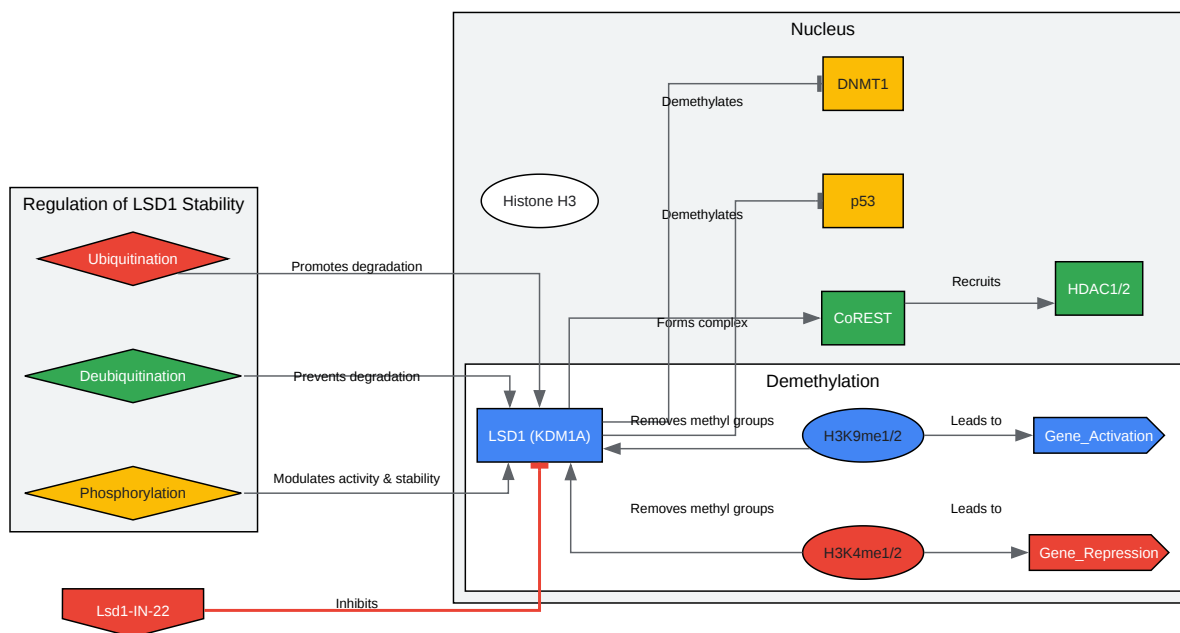 Nucleus
DNMT1
Demethylates
Regulation of LSD1 Stability
Histone H3
p53
Demethylates
Ubiquitination
Promotes degradation
Recruits
HDAC1/2
Forms complex
CoREST
Deubiquitination
Prevents degradation
Demethylation
LSD1 (KDM1A)
Removes methyl groups
H3K9me1/2
Leads to
Gene_Activation
Phosphorylation
Modulates activity & stability
Removes methyl groups
H3K4me1/2
Leads to
Gene_Repression
Lsd1-IN-22
Inhibits